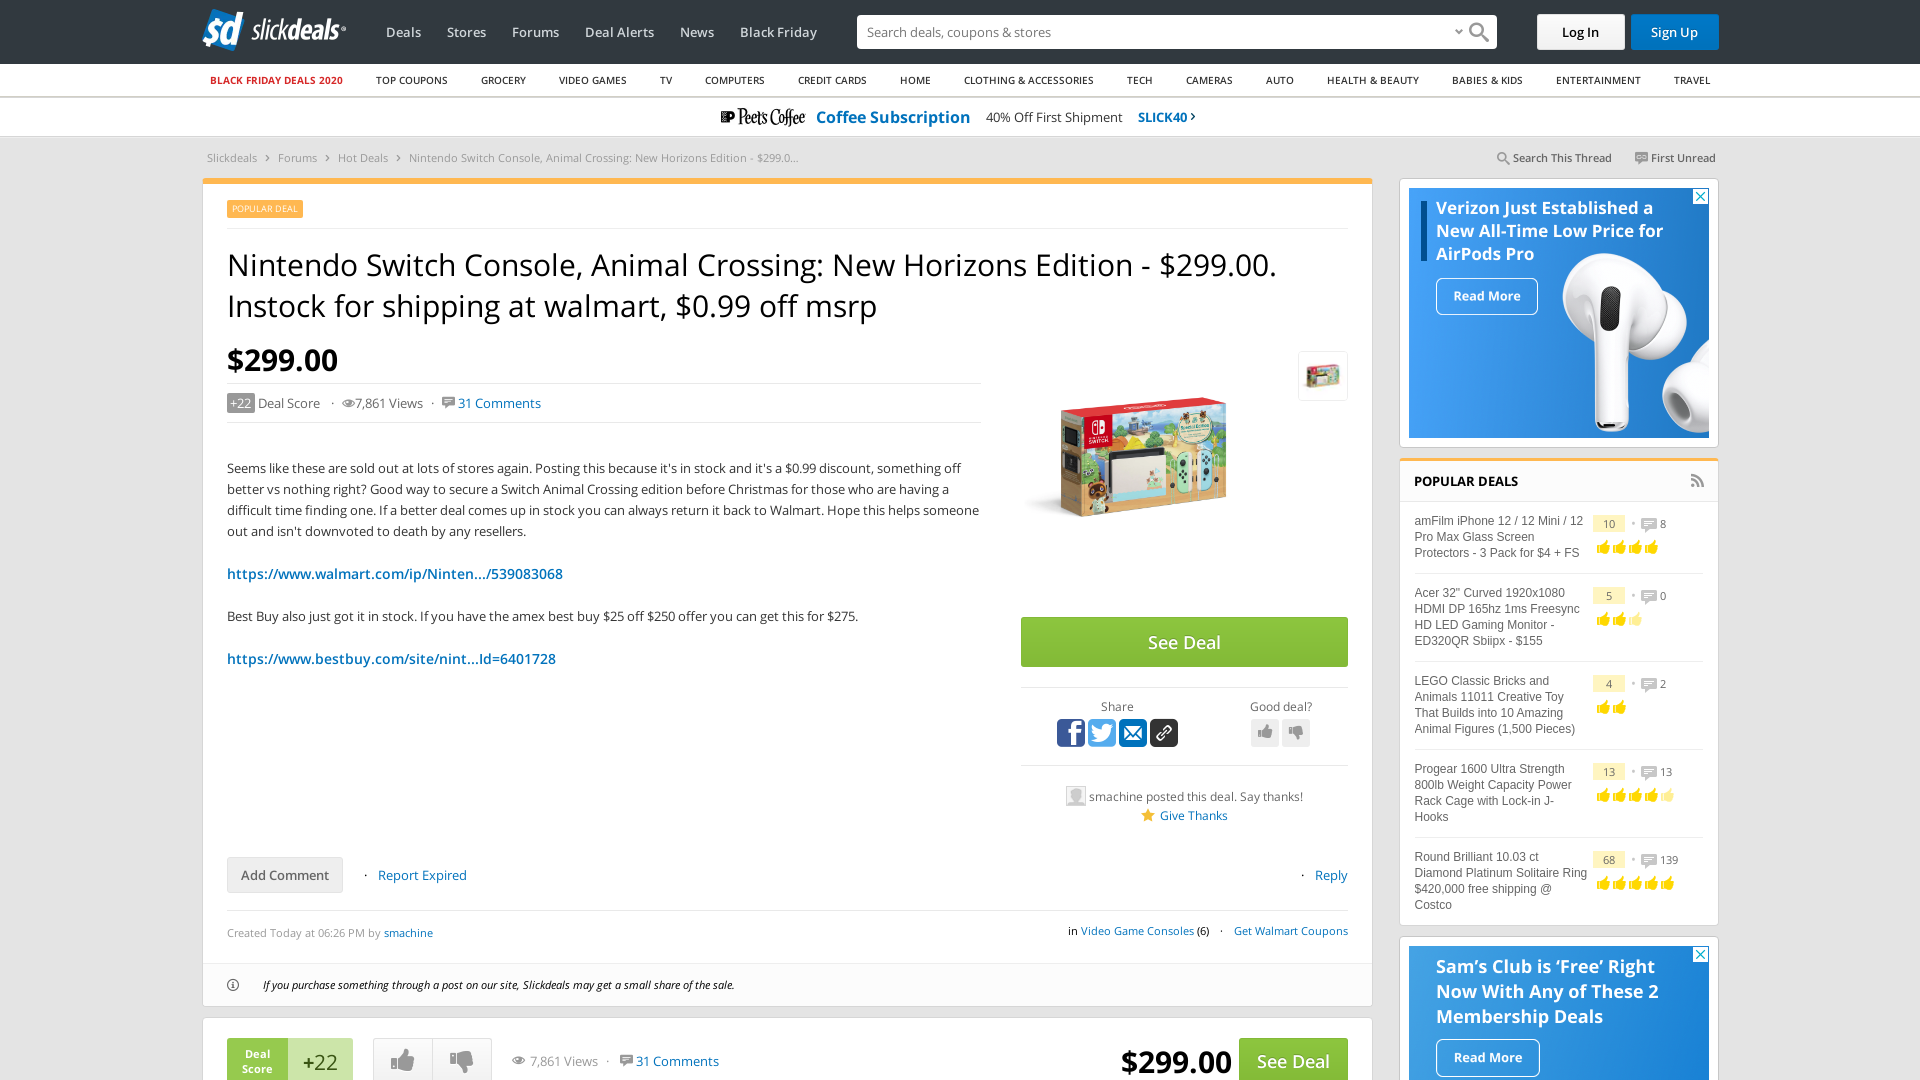 sd slickdeals
Deals
Stores
Forums
Deal Alerts
News
Black Friday
Search deals, coupons & shopping
Log In
Sign Up
BLACK FRIDAY DEALS 2020
TOP COUPONS
GROCERY
VIDEO GAMES
TV
COMPUTERS
CREDIT CARDS
HOME
CLOTHING & ACCESSORIES
TECH
CAMERAS
AUTO
HEALTH & BEAUTY
BABIES & KIDS
ENTERTAINMENT
TRAVEL
Peet's Coffee Coffee Subscription 40% Off First Shipment SLICK40 ›
Slickdeals › Forums › Hot Deals › Nintendo Switch Console, Animal Crossing: New Horizons Edition - $299.0...
Search This Thread
First Unread
POPULAR DEAL
Nintendo Switch Console, Animal Crossing: New Horizons Edition - $299.00.
Instock for shipping at walmart, $0.99 off msrp
$299.00
+22 Deal Score · 7,861 Views · 31 Comments
Seems like these are sold out at lots of stores again. Posting this because it's in stock and it's a $0.99 discount, something off
better vs nothing right? Good way to secure a Switch Animal Crossing edition before Christmas for those who are having a
difficult time finding one. If a better deal comes up in stock you can always return it back to Walmart. Hope this helps someone
out and isn't downvoted to death by any resellers.
https://www.walmart.com/ip/Ninten.../539083068
Best Buy also just got it in stock. If you have the amex best buy $25 off $250 offer you can get this for $275.
https://www.bestbuy.com/site/nint...Id=6401728
See Deal
Share
Good deal?
smachine posted this deal. Say thanks!
Give Thanks
Add Comment
· Report Expired
· Reply
Created Today at 06:26 PM by smachine
in Video Game Consoles (6) · Get Walmart Coupons
If you purchase something through a post on our site, Slickdeals may get a small share of the sale.
Deal
Score
+22
7,861 Views · 31 Comments
$299.00
See Deal
Verizon Just Established a
New All-Time Low Price for
AirPods Pro
Read More
POPULAR DEALS
amFilm iPhone 12 / 12 Mini / 12
Pro Max Glass Screen
Protectors - 3 Pack for $4 + FS
10 • 8
Acer 32" Curved 1920x1080
HDMI DP 165hz 1ms Freesync
HD LED Gaming Monitor -
ED320QR Sbiipx - $155
5 • 0
LEGO Classic Bricks and
Animals 11011 Creative Toy
That Builds into 10 Amazing
Animal Figures (1,500 Pieces)
4 • 2
Progear 1600 Ultra Strength
800lb Weight Capacity Power
Rack Cage with Lock-in J-
Hooks
13 • 13
Round Brilliant 10.03 ct
Diamond Platinum Solitaire Ring
$420,000 free shipping @
Costco
68 • 139
Sam's Club is ‘Free’ Right
Now With Any of These 2
Membership Deals
Read More